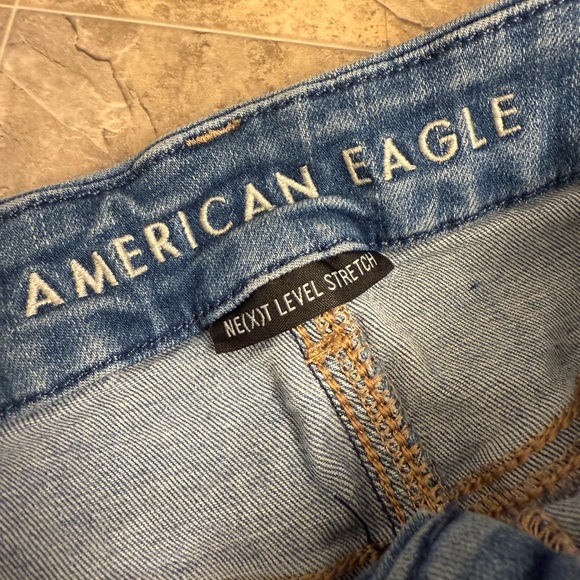 AMERICAN EAGLE
NE(X)T LEVEL STRETCH